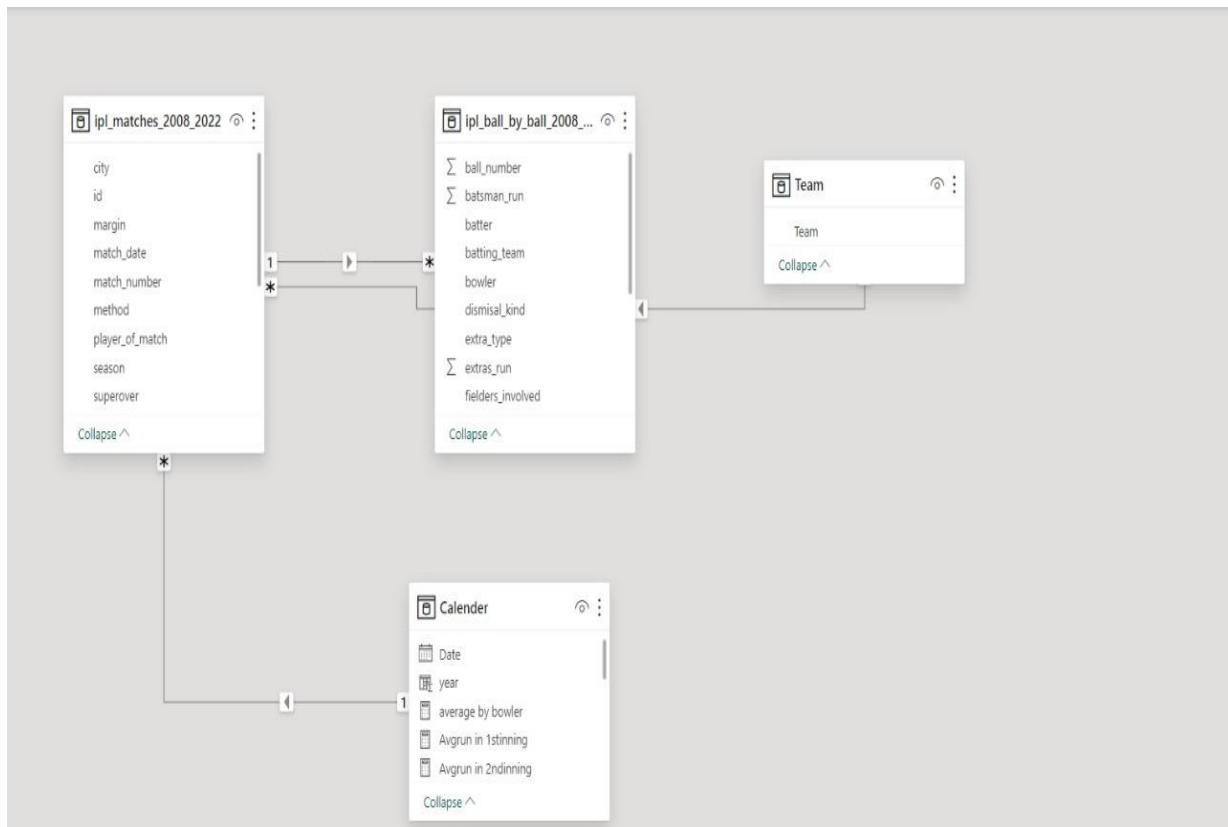 ipl_matches_2008_2022
city
id
margin
match_date
match_number
method
player_of_match
season
superover
Collapse
1
*
*
*
ipl_ball_by_ball_2008_...
Σ ball_number
Σ batsman_run
batter
batting_team
bowler
dismisal_kind
extra_type
Σ extras_run
fielders_involved
Collapse
Team
Team
Collapse
Calender
Date
year
average by bowler
Avgrun in 1stinning
Avgrun in 2ndinning
Collapse
1
*